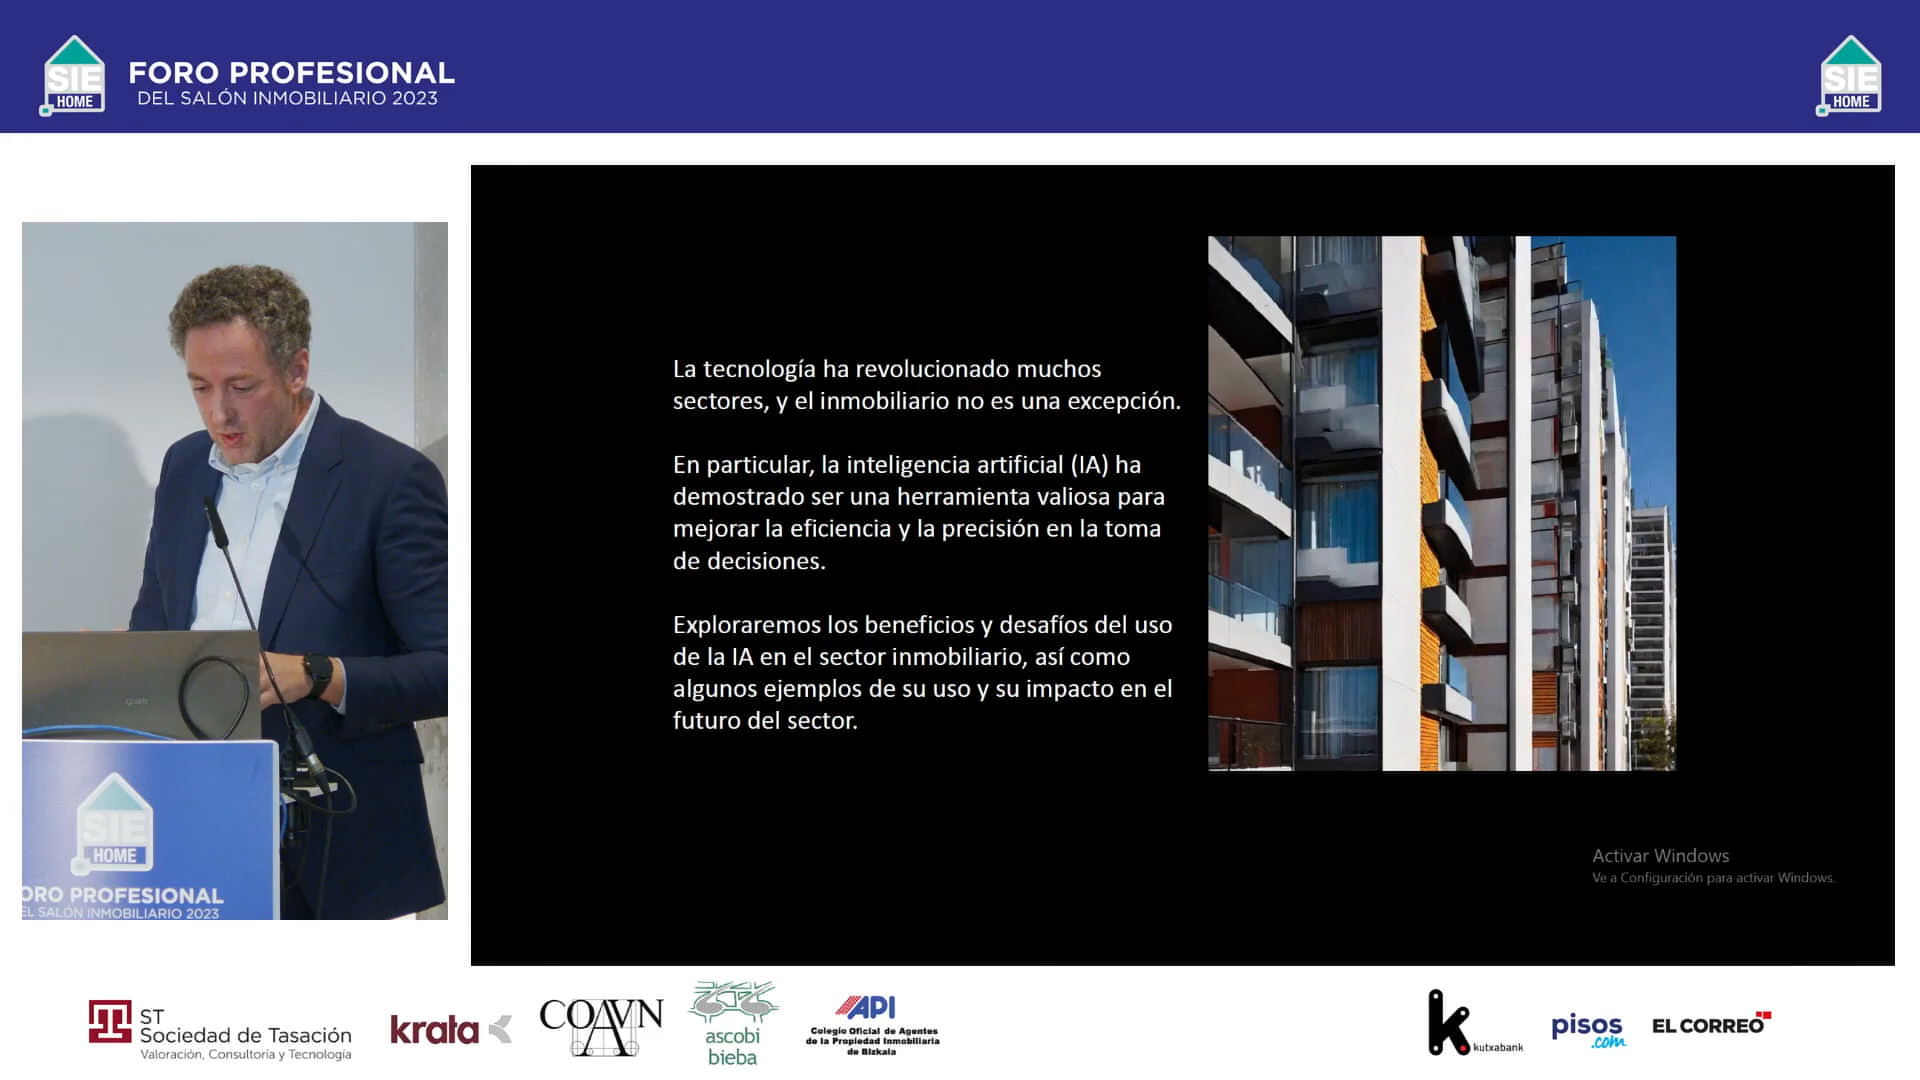 SIE
HOME
FORO PROFESIONAL
DEL SALÓN INMOBILIARIO 2023
SIE
HOME
La tecnología ha revolucionado muchos
sectores, y el inmobiliario no es una excepción.
En particular, la inteligencia artificial (IA) ha
demostrado ser una herramienta valiosa para
mejorar la eficiencia y la precisión en la toma
de decisiones.
Exploraremos los beneficios y desafíos del uso
de la IA en el sector inmobiliario, así como
algunos ejemplos de su uso y su impacto en el
futuro del sector.
Activar Windows
Ve a Configuración para activar Windows.
gram
SIE
HOME
ORO PROFESIONAL
EL SALÓN INMOBILIARIO 2023
ST
Sociedad de Tasación
Valoración, Consultoría y Tecnología
krata
COAVN
ascobi
bieba
API
Colegio Oficial de Agentes
de la Propiedad Inmobiliaria
de Bizkaia
k
kutxabank
pisos
.com
EL CORREO